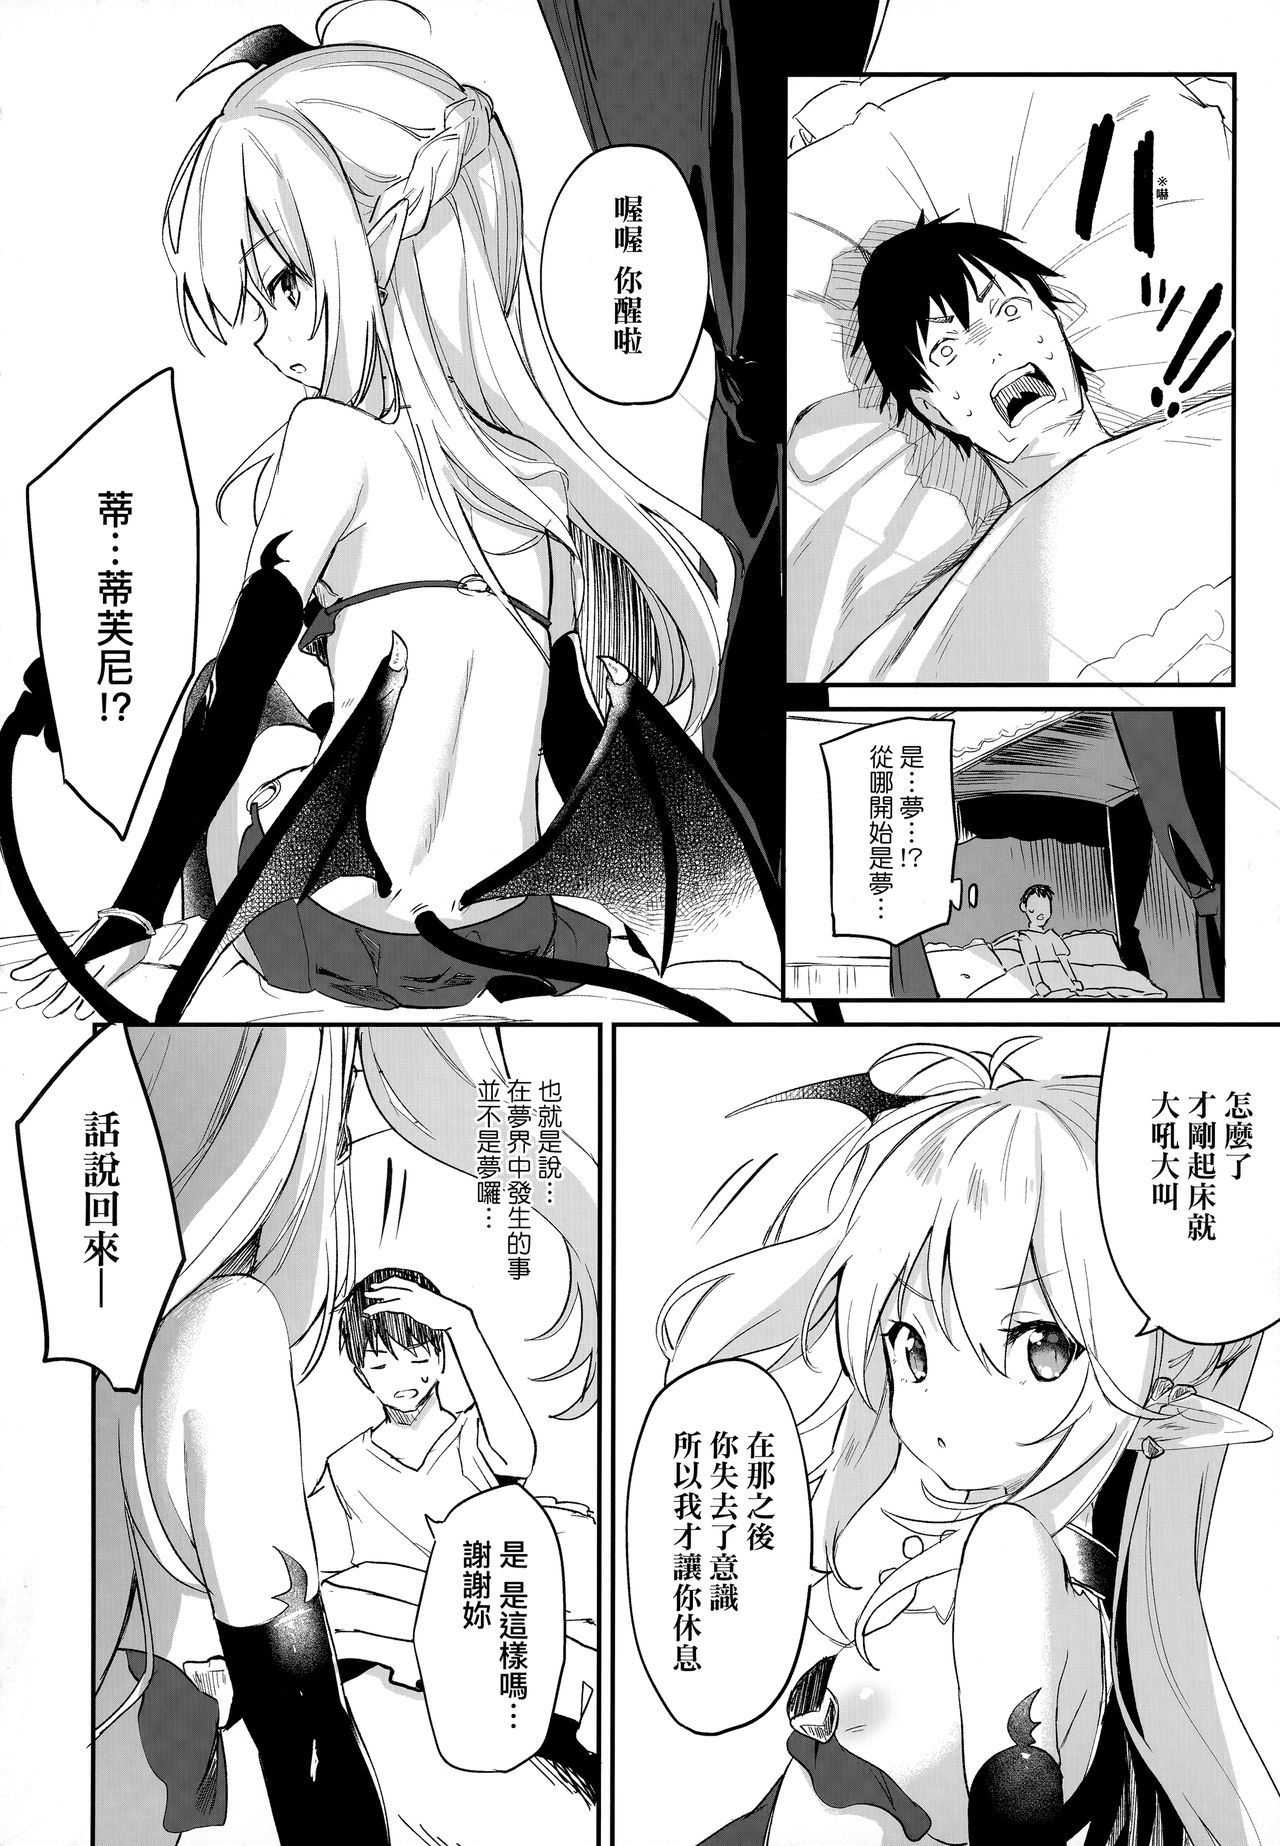 ※嚇
是…夢…!?
從哪開始是夢…
喔喔 你醒啦
蒂…蒂芙尼!?
怎麼了
才剛起床就
大吼大叫
在那之後
你失去了意識
所以我才讓你休息
也就是說…
在夢界中發生的事
並不是夢囉…
是 是這樣嗎…
謝謝妳
話說回來—